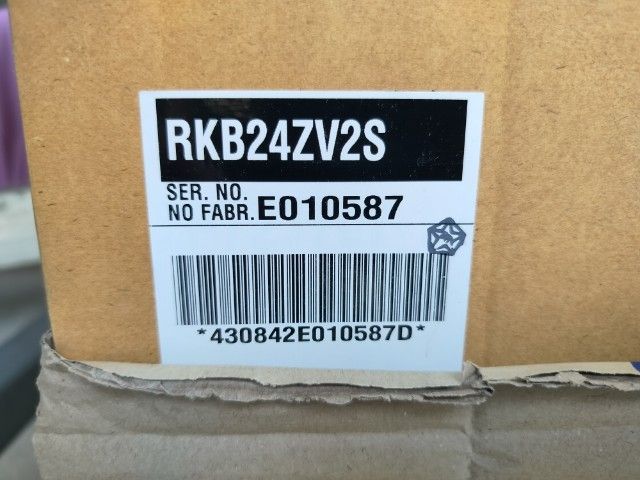 RKB24ZV2S
SER. NO.
NO FABR. E010587
*430842E010587D*